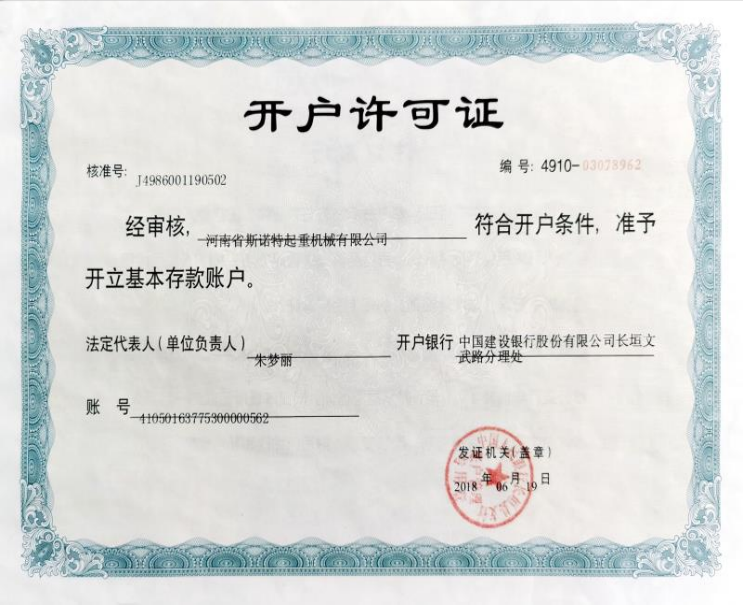 开户许可证
核准号: J4986001190502
编 号: 4910-03078962
经审核, 河南省斯诺特起重机械有限公司 符合开户条件, 准予
开立基本存款账户。
法定代表人(单位负责人) 朱梦丽
开户银行 中国建设银行股份有限公司长垣文
武路分理处
账 号 41050163775300000562
发证机关(盖章)
2018 年 06 月 19 日